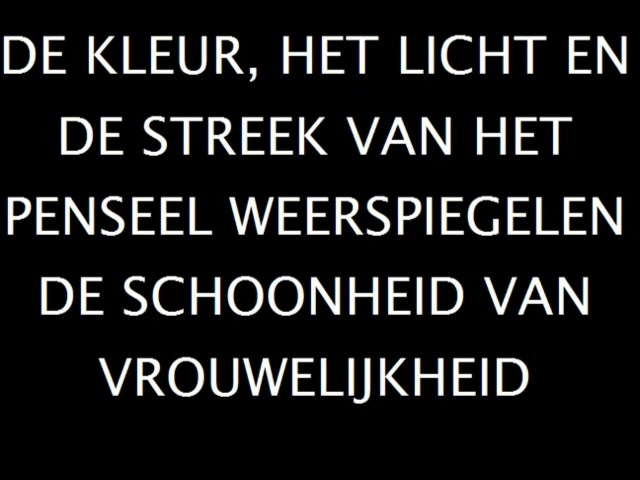 DE KLEUR, HET LICHT EN
DE STREEK VAN HET
PENSEEL WEERSPIEGELEN
DE SCHOONHEID VAN
VROUWELIJKHEID